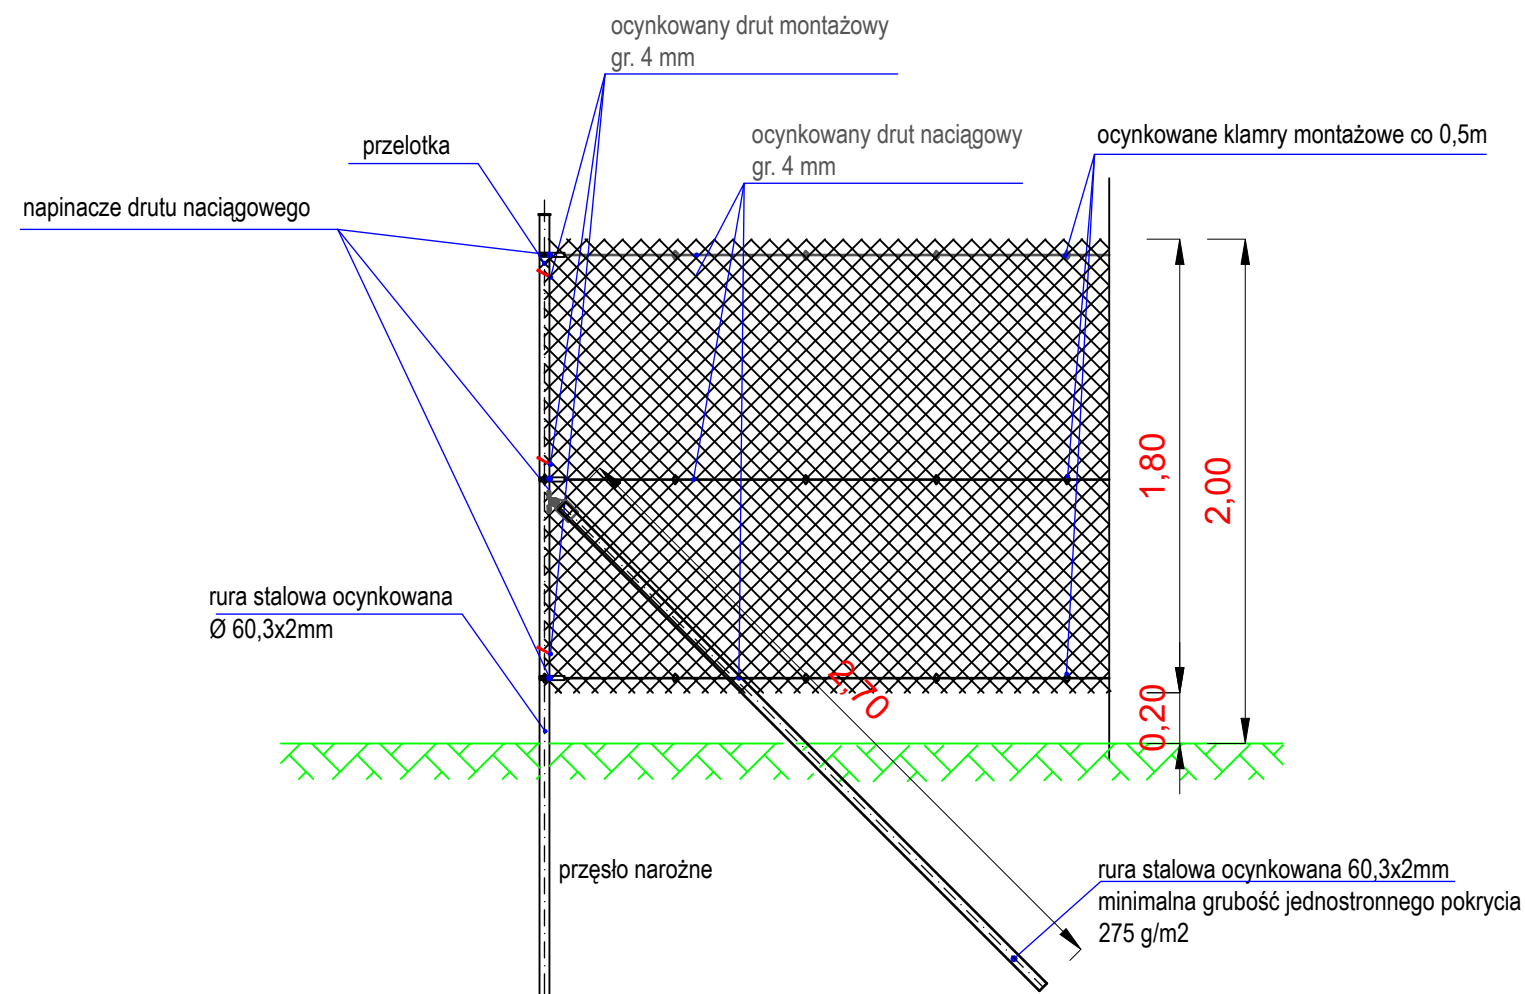 ocynkowany drut montażowy
gr. 4 mm
przelotka
ocynkowany drut naciągowy
gr. 4 mm
ocynkowane klamry montażowe co 0,5m
napinacze drutu naciągowego
1,80
2,00
rura stalowa ocynkowana
Ø 60,3x2mm
2,70
0,20
przęsło narożne
rura stalowa ocynkowana 60,3x2mm
minimalna grubość jednostronnego pokrycia
275 g/m2